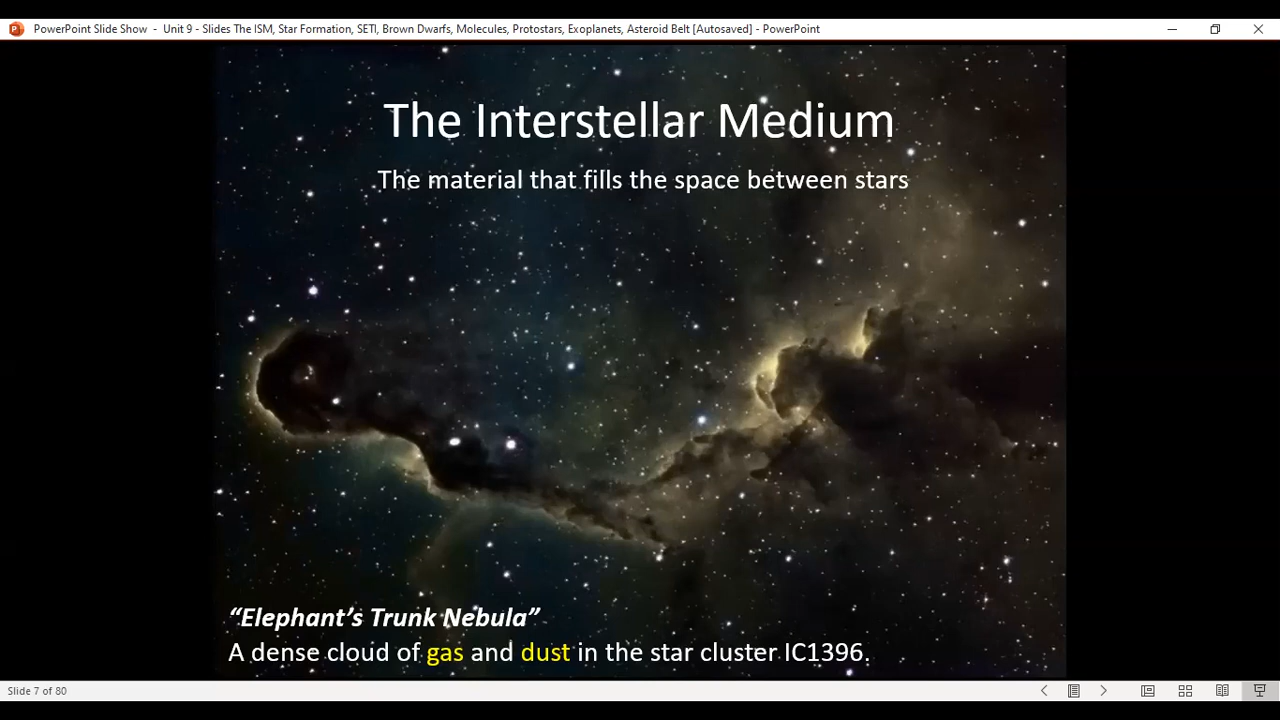 PowerPoint Slide Show - Unit 9 - Slides The ISM, Star Formation, SETI, Brown Dwarfs, Molecules, Protostars, Exoplanets, Asteroid Belt [Autosaved] - PowerPoint
The Interstellar Medium
The material that fills the space between stars
“Elephant’s Trunk Nebula”
A dense cloud of gas and dust in the star cluster IC1396.
Slide 7 of 80